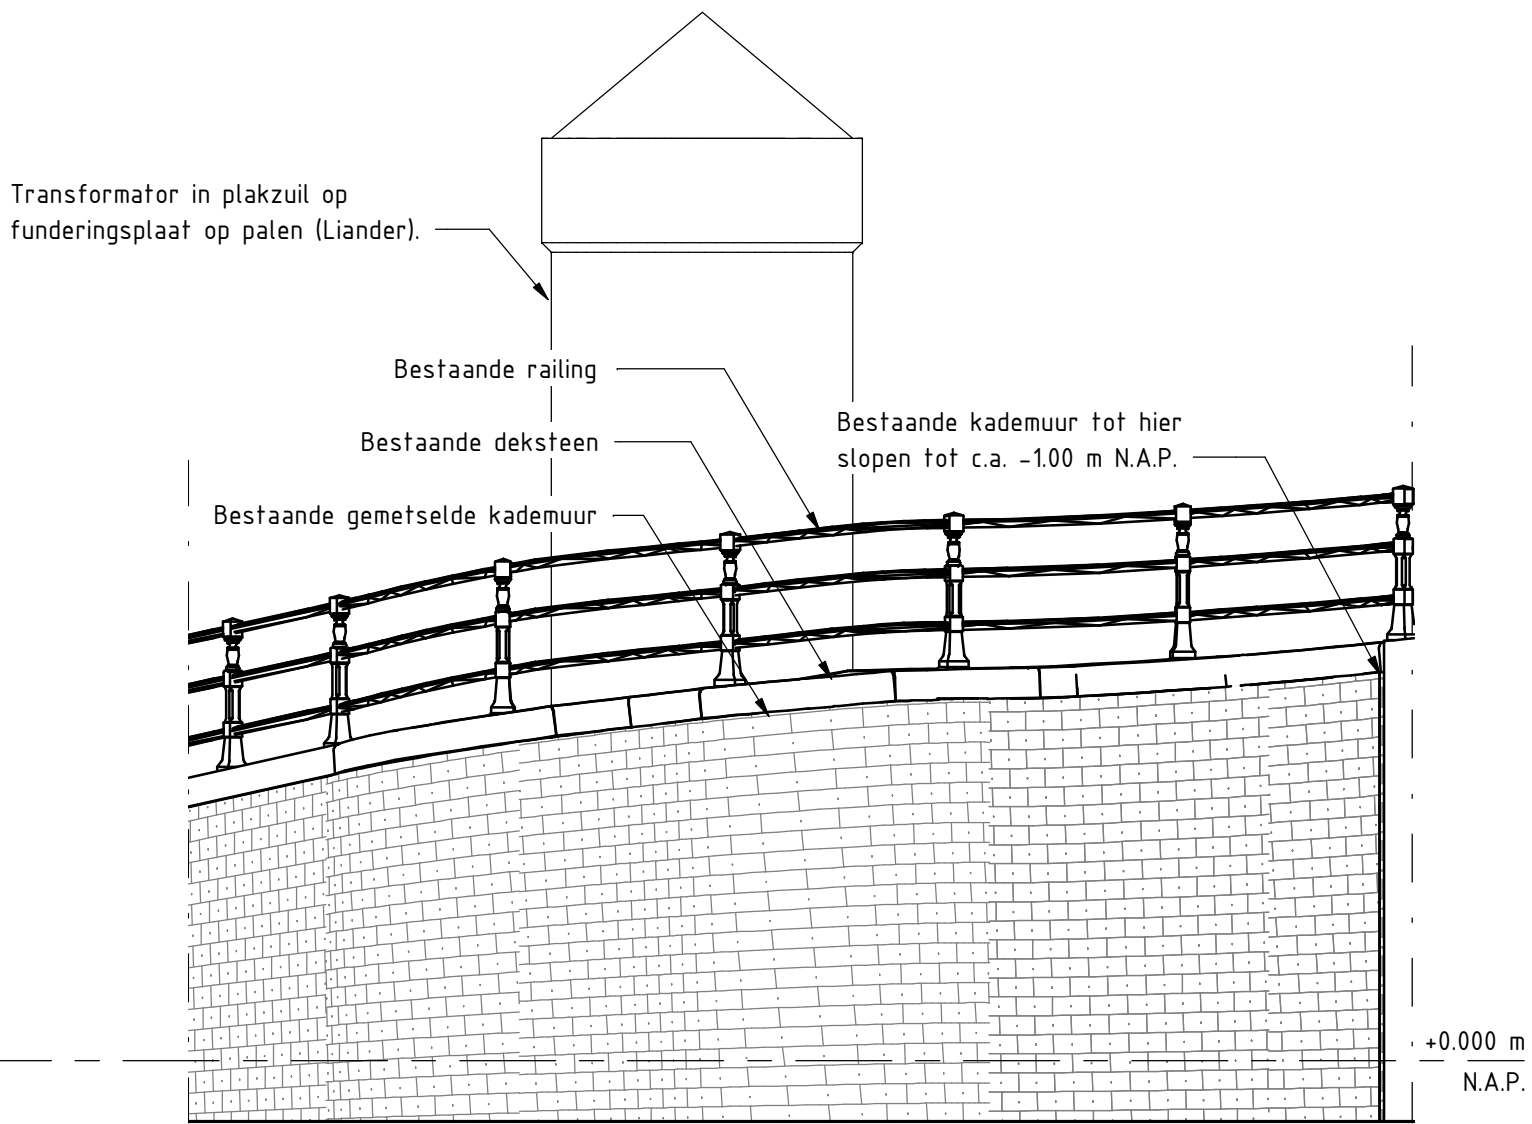 Transformator in plakzuil op
funderingsplaat op palen (Liander).
Bestaande railing
Bestaande kademuur tot hier
slopen tot c.a. -1.00 m N.A.P.
Bestaande deksteen
Bestaande gemetselde kademuur
+0.000 m
N.A.P.